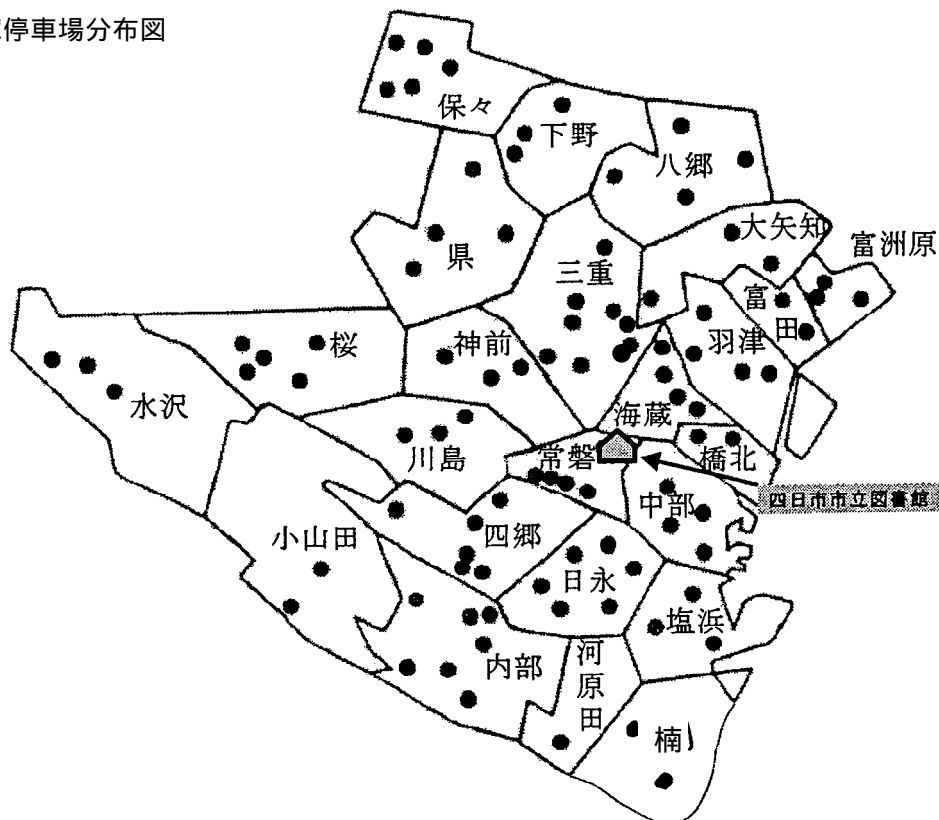 停車場分布図
保々
下野
八郷
大矢知
富洲原
県
三重
富田
羽津
桜
神前
水沢
海蔵
川島
常磐
橋北
四日市市立図書館
中部
四郷
小山田
日永
塩浜
内部
河原田
楠